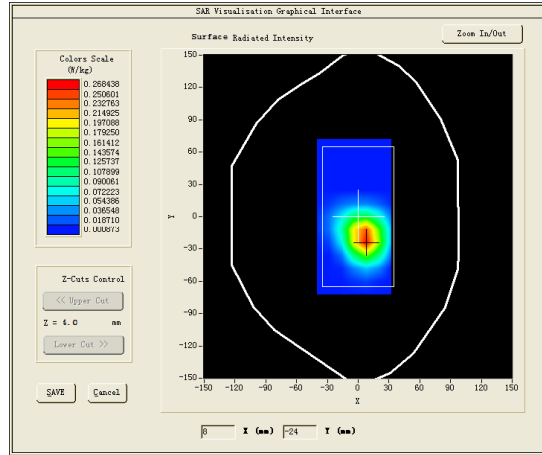 SAR Visualisation Graphical Interface
Surface Radiated Intensity
Zoom In/Out
Colors Scale
(W/kg)
0.268438
0.250601
0.232763
0.214925
0.197088
0.179250
0.161412
0.143574
0.125737
0.107899
0.090061
0.072223
0.054386
0.036548
0.018710
0.000873
150
120
90
60
30
0
-30
-60
-90
-120
-150
Y
-150 -120 -90 -60 -30 0 30 60 90 120 150
X
Z-Cuts Control
<< Upper Cut
Z = 4.0 mm
Lower Cut >>
SAVE Cancel
8 X (mm) -24 Y (mm)